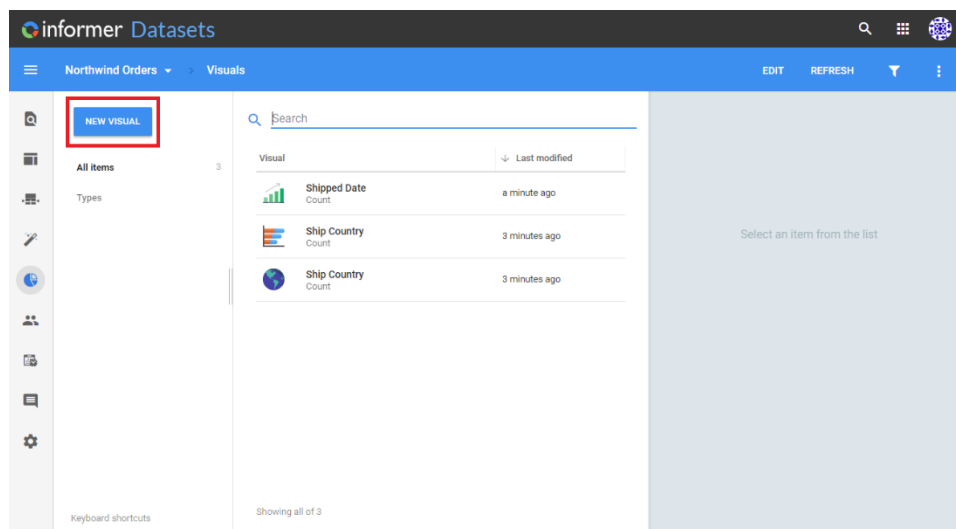 informer Datasets
Northwind Orders > Visuals EDIT REFRESH
NEW VISUAL
All items 3
Types
Search
Visual Last modified
Shipped Date a minute ago
Count
Ship Country 3 minutes ago
Count
Ship Country 3 minutes ago
Count
Select an item from the list
Showing all of 3
Keyboard shortcuts